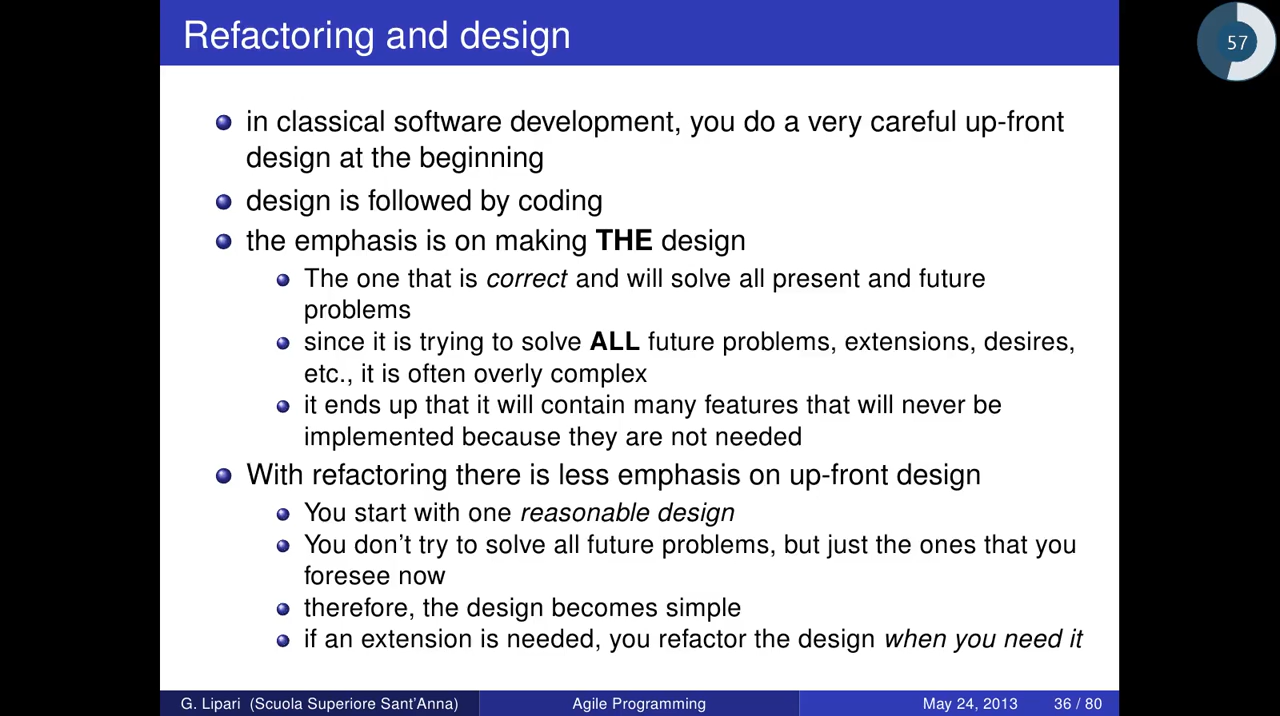 Refactoring and design
57
in classical software development, you do a very careful up-front
design at the beginning
design is followed by coding
the emphasis is on making THE design
The one that is correct and will solve all present and future
problems
since it is trying to solve ALL future problems, extensions, desires,
etc., it is often overly complex
it ends up that it will contain many features that will never be
implemented because they are not needed
With refactoring there is less emphasis on up-front design
You start with one reasonable design
You don't try to solve all future problems, but just the ones that you
foresee now
therefore, the design becomes simple
if an extension is needed, you refactor the design when you need it
G. Lipari (Scuola Superiore Sant'Anna) Agile Programming May 24, 2013 36 / 80